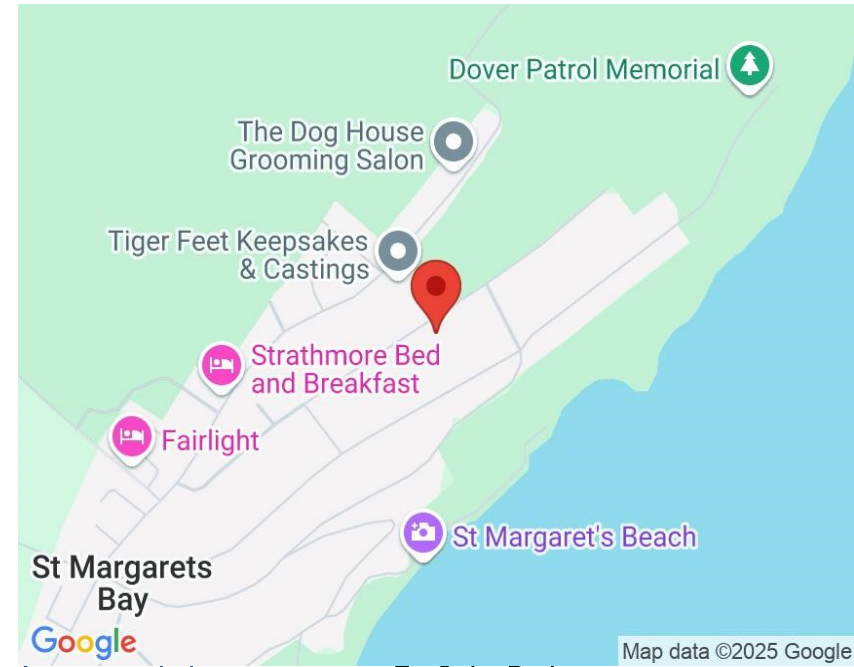 Dover Patrol Memorial
The Dog House
Grooming Salon
Tiger Feet Keepsakes
& Castings
Strathmore Bed
and Breakfast
Fairlight
St Margaret's Beach
St Margarets
Bay
Google
Map data ©2025 Google